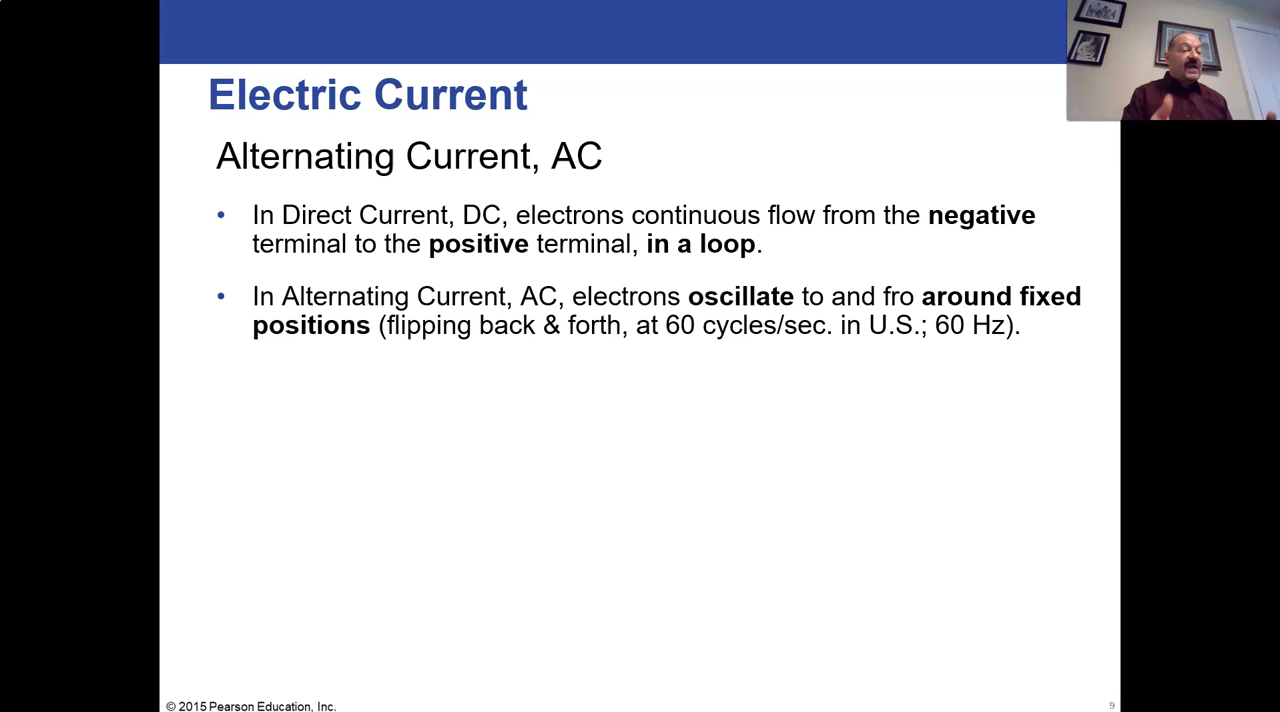 Electric Current
Alternating Current, AC
• In Direct Current, DC, electrons continuous flow from the negative
terminal to the positive terminal, in a loop.
• In Alternating Current, AC, electrons oscillate to and fro around fixed
positions (flipping back & forth, at 60 cycles/sec. in U.S.; 60 Hz).
© 2015 Pearson Education, Inc.
9